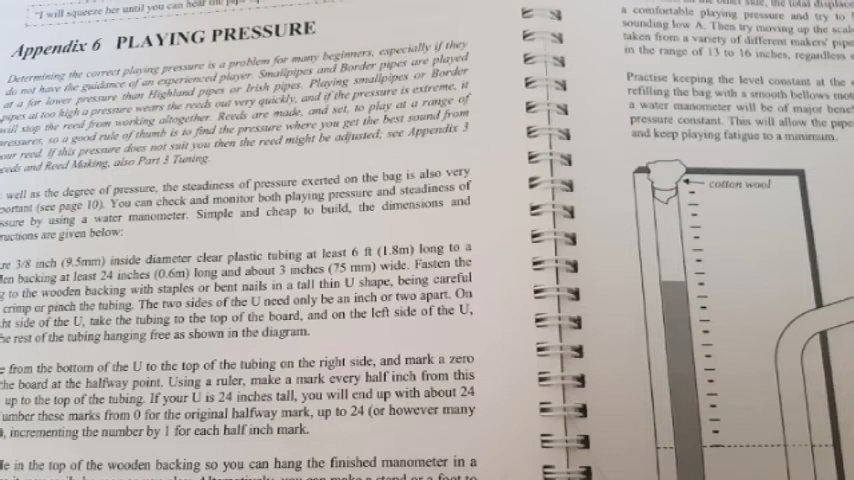 "I will squeeze her until you can hear the pipe
Appendix 6 PLAYING PRESSURE
Determining the correct playing pressure is a problem for many beginners, especially if they
do not have the guidance of an experienced player. Smallpipes and Border pipes are played
at a far lower pressure than Highland pipes or Irish pipes. Playing smallpipes or Border
pipes at too high a pressure wears the reeds out very quickly, and if the pressure is extreme, it
will stop the reed from working altogether. Reeds are made, and set, to play at a range of
pressures, so a good rule of thumb is to find the pressure where you get the best sound from
our reed. If this pressure does not suit you then the reed might be adjusted; see Appendix 3
eeds and Reed Making, also Part 3 Tuning.
well as the degree of pressure, the steadiness of pressure exerted on the bag is also very
portant (see page 10). You can check and monitor both playing pressure and steadiness of
ssure by using a water manometer. Simple and cheap to build, the dimensions and
ructions are given below:
re 3/8 inch (9.5mm) inside diameter clear plastic tubing at least 6 ft (1.8m) long to a
den backing at least 24 inches (0.6m) long and about 3 inches (75 mm) wide. Fasten the
g to the wooden backing with staples or bent nails in a tall thin U shape, being careful
crimp or pinch the tubing. The two sides of the U need only be an inch or two apart. On
ht side of the U, take the tubing to the top of the board, and on the left side of the U,
he rest of the tubing hanging free as shown in the diagram.
e from the bottom of the U to the top of the tubing on the right side, and mark a zero
the board at the halfway point. Using a ruler, make a mark every half inch from this
up to the top of the tubing. If your U is 24 inches tall, you will end up with about 24
umber these marks from 0 for the original halfway mark, up to 24 (or however many
, incrementing the number by 1 for each half inch mark.
le in the top of the wooden backing so you can hang the finished manometer in a
Alternatively, you can make a stand or a foot to
the other side, the total displac
a comfortable playing pressure and try to
sounding low A. Then try moving up the scal
taken from a variety of different makers' pipe
in the range of 13 to 16 inches, regardless
Practise keeping the level constant at the
refilling the bag with a smooth bellows mot
a water manometer will be of major bene
pressure constant. This will allow the pipe
and keep playing fatigue to a minimum.
cotton wool